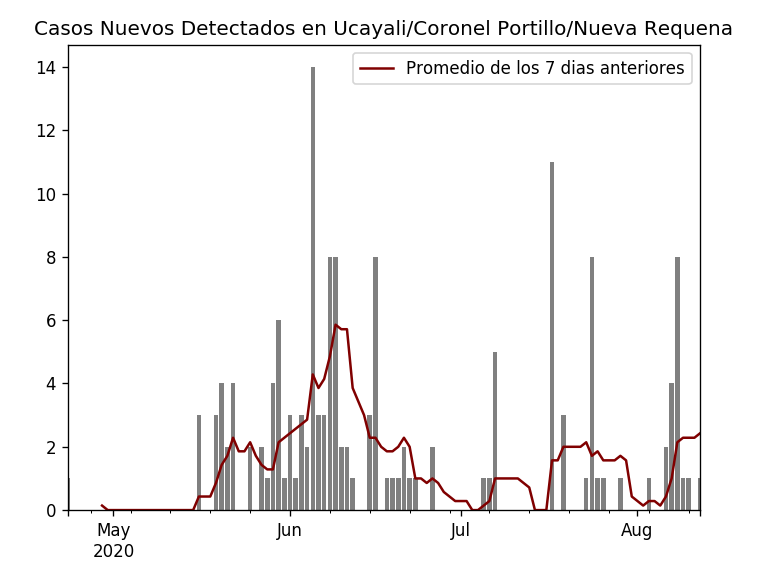 Casos Nuevos Detectados en Ucayali/Coronel Portillo/Nueva Requena
Promedio de los 7 dias anteriores
14
12
10
8
6
4
2
0
May
2020
Jun
Jul
Aug